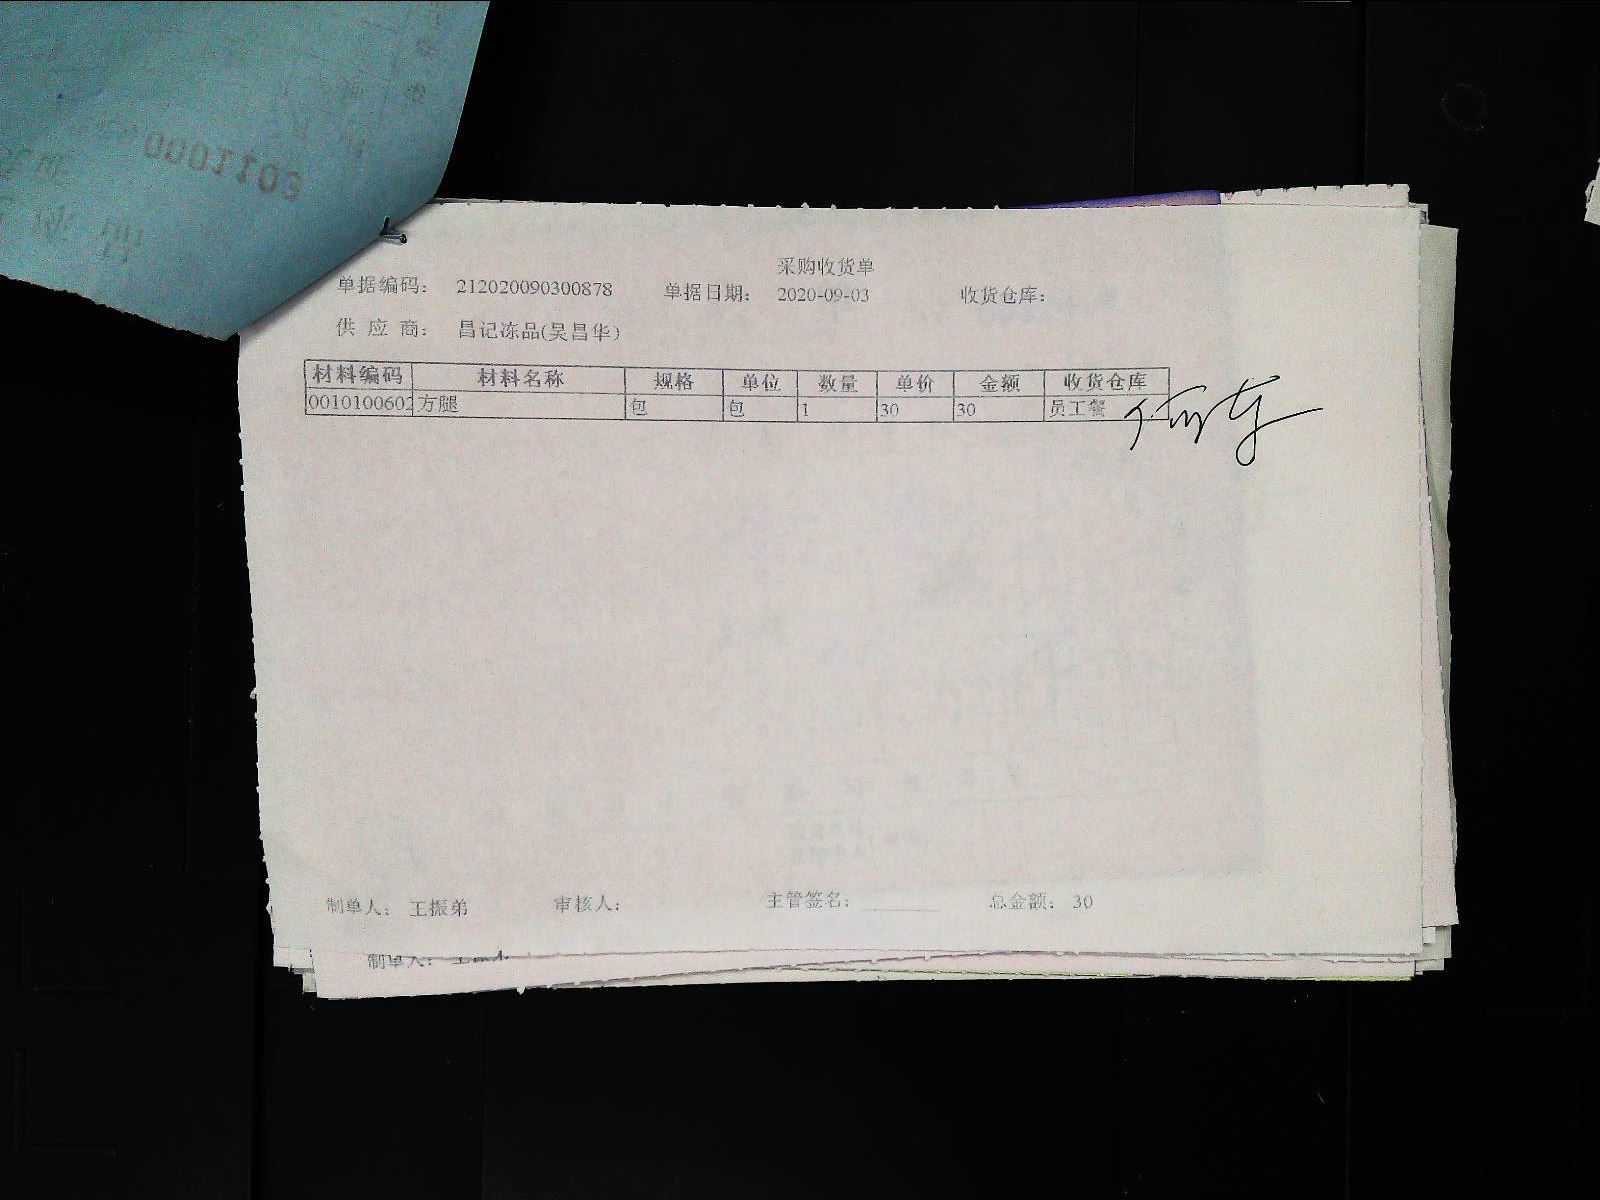 采购收货单
单据编码： 212020090300878 单据日期： 2020-09-03 收货仓库：
供 应 商： 昌记冻品(吴昌华)
材料编码 材料名称 规格 单位 数量 单价 金额 收货仓库
0010100602 方腿 包 包 1 30 30 员工餐
制单人： 王振弟 审核人： 主管签名： 总金额： 30
制单人：
0001103